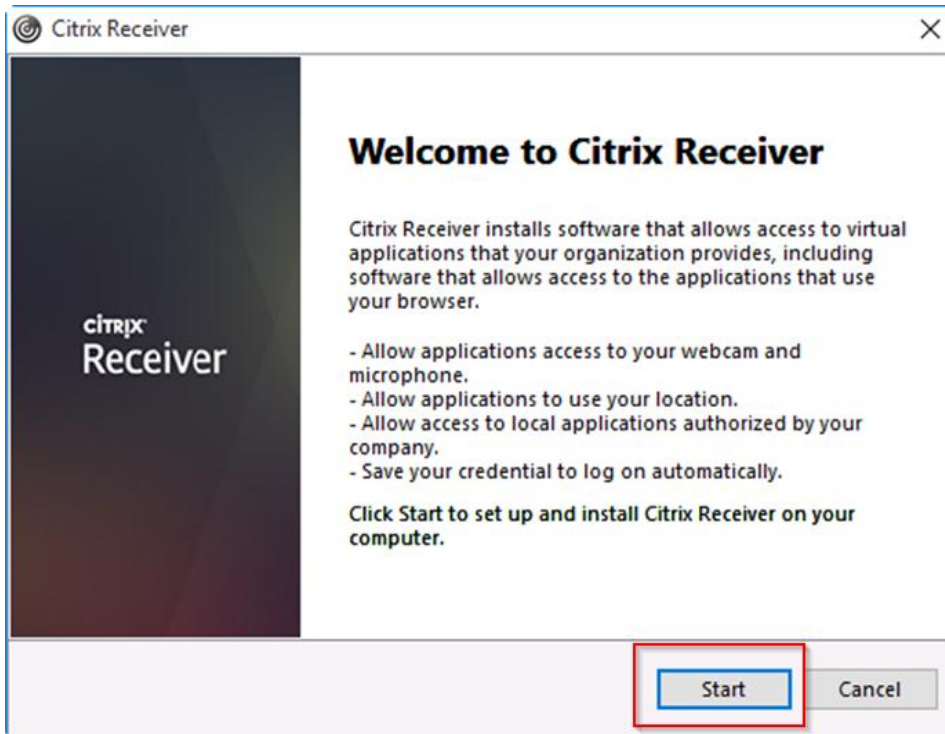 Citrix Receiver
Welcome to Citrix Receiver
Citrix Receiver installs software that allows access to virtual
applications that your organization provides, including
software that allows access to the applications that use
your browser.
- Allow applications access to your webcam and
microphone.
- Allow applications to use your location.
- Allow access to local applications authorized by your
company.
- Save your credential to log on automatically.
Click Start to set up and install Citrix Receiver on your
computer.
CİTRIX
Receiver
Start
Cancel